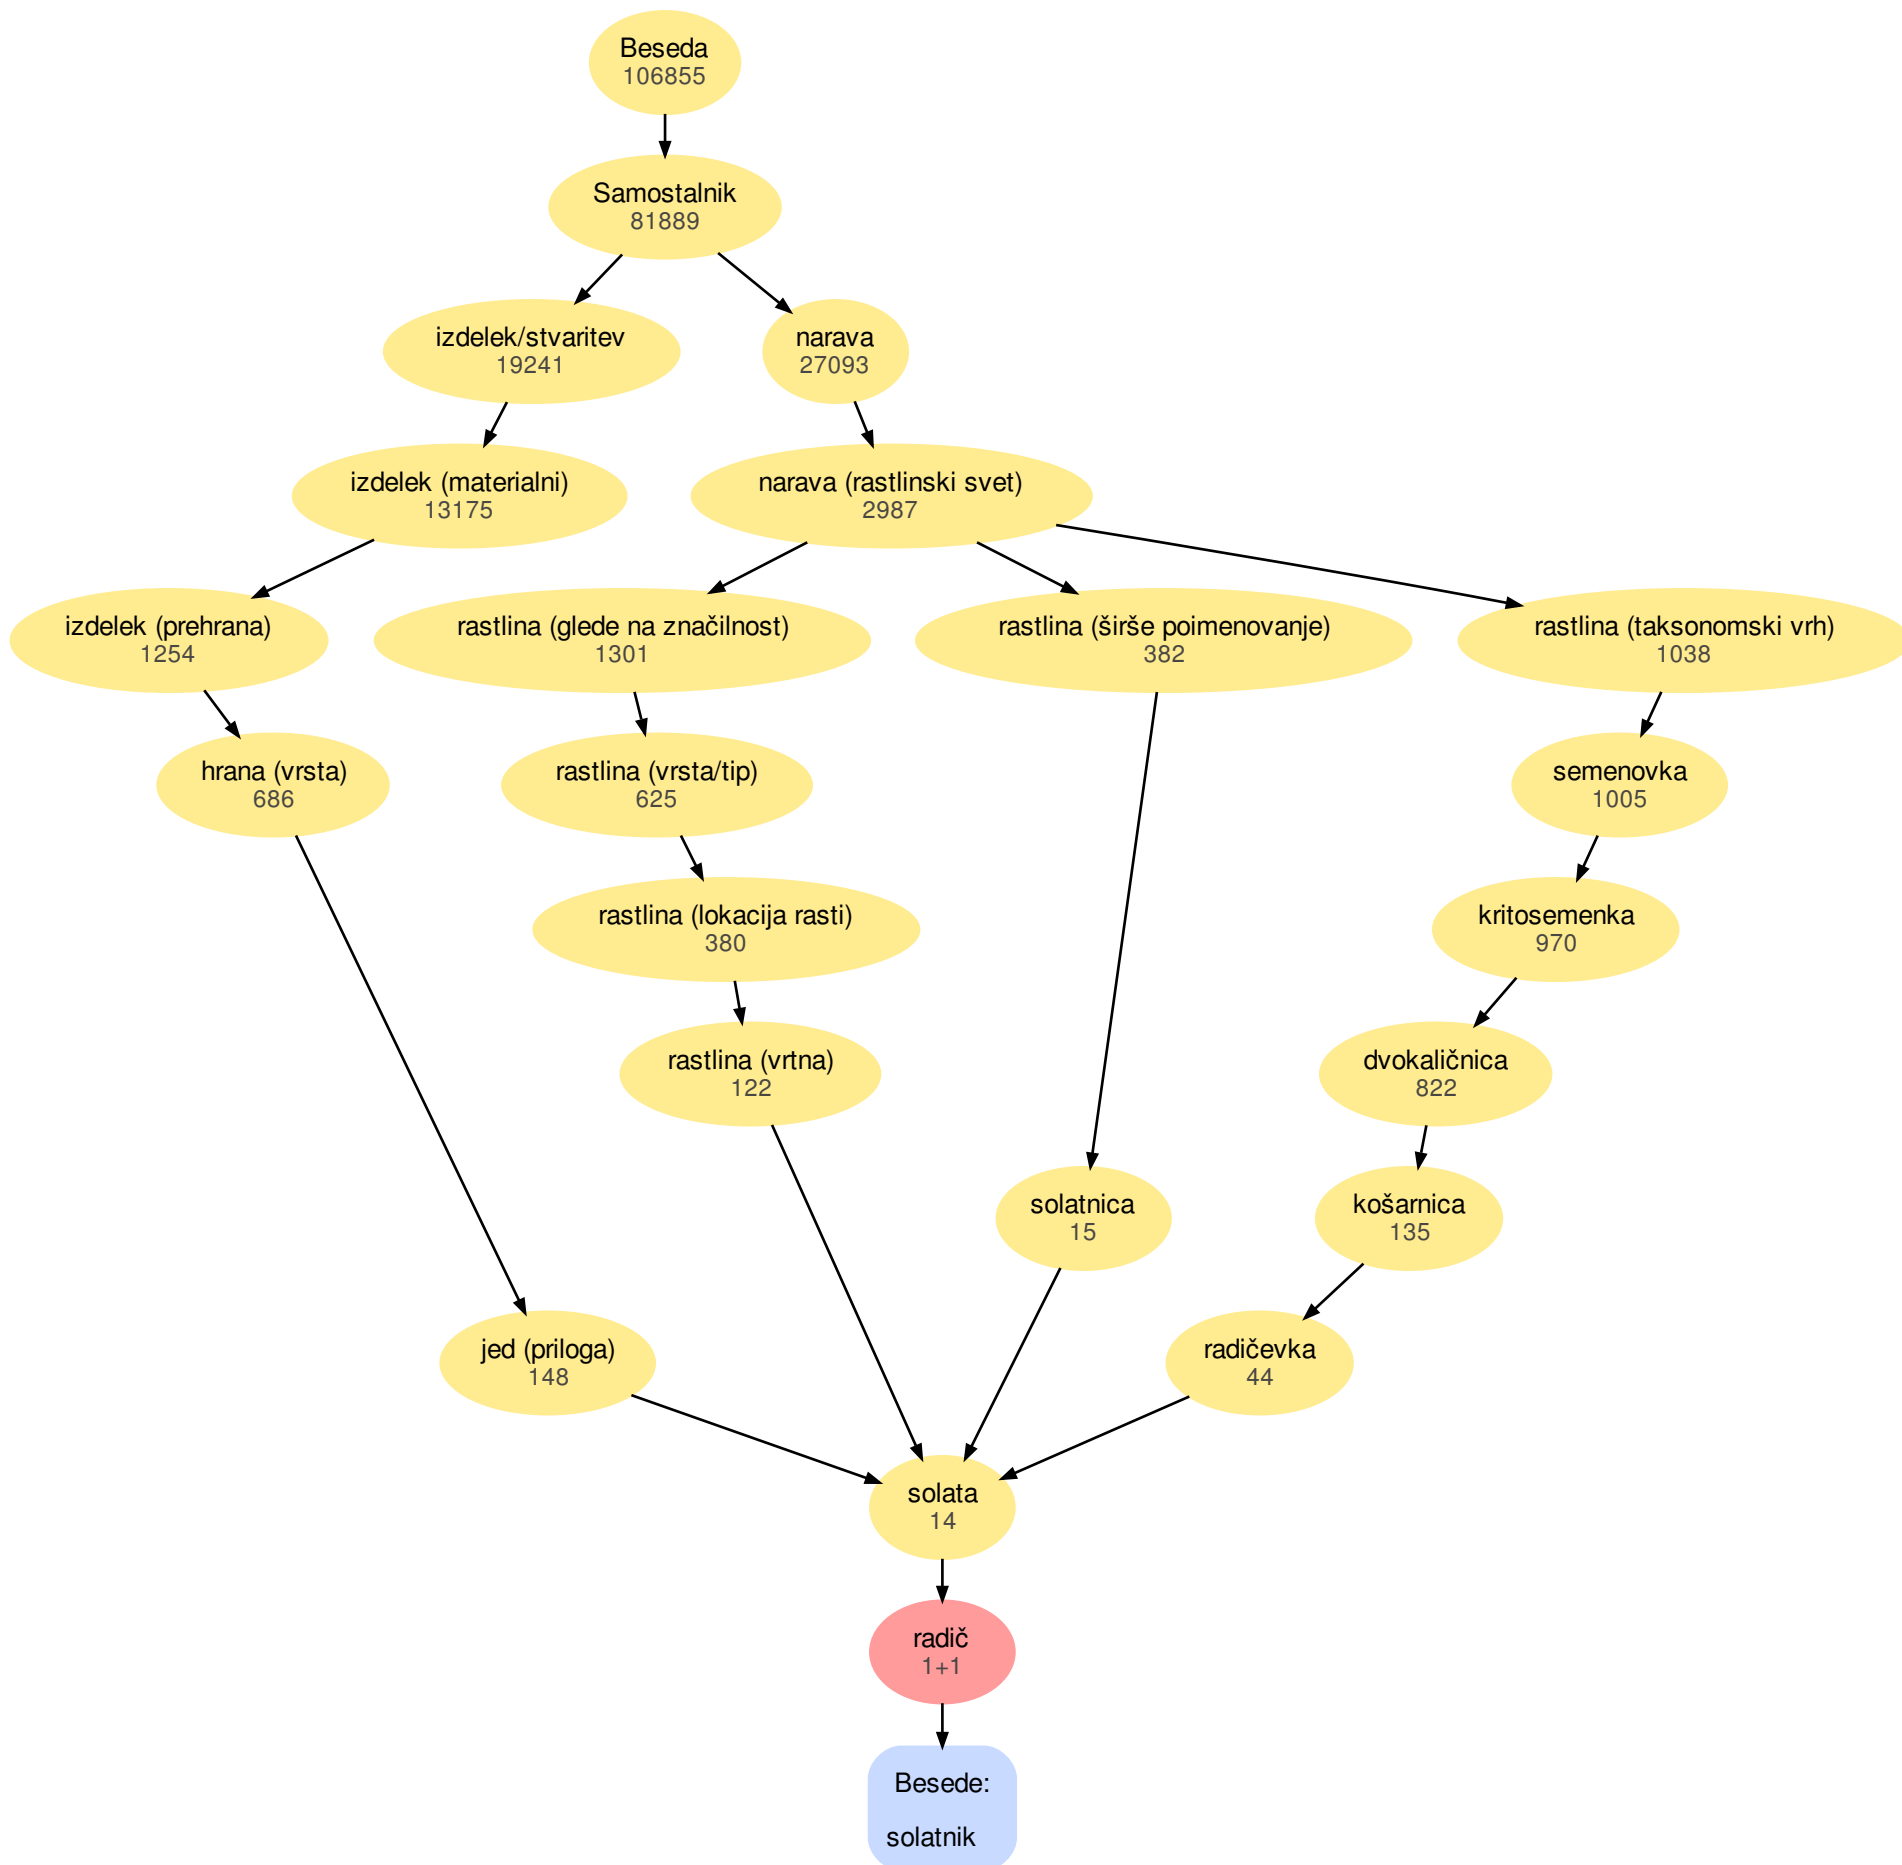 Beseda
106855
Samostalnik
81889
izdelek/stvaritev
19241
narava
27093
izdelek (materialni)
13175
narava (rastlinski svet)
2987
izdelek (prehrana)
1254
rastlina (glede na značilnost)
1301
rastlina (širše poimenovanje)
382
rastlina (taksonomski vrh)
1038
hrana (vrsta)
686
rastlina (vrsta/tip)
625
semenovka
1005
rastlina (lokacija rasti)
380
kritosemenka
970
rastlina (vrtna)
122
dvokaličnica
822
solatnica
15
košarnica
135
jed (priloga)
148
radičevka
44
solata
14
radič
1+1
Besede:
solatnik